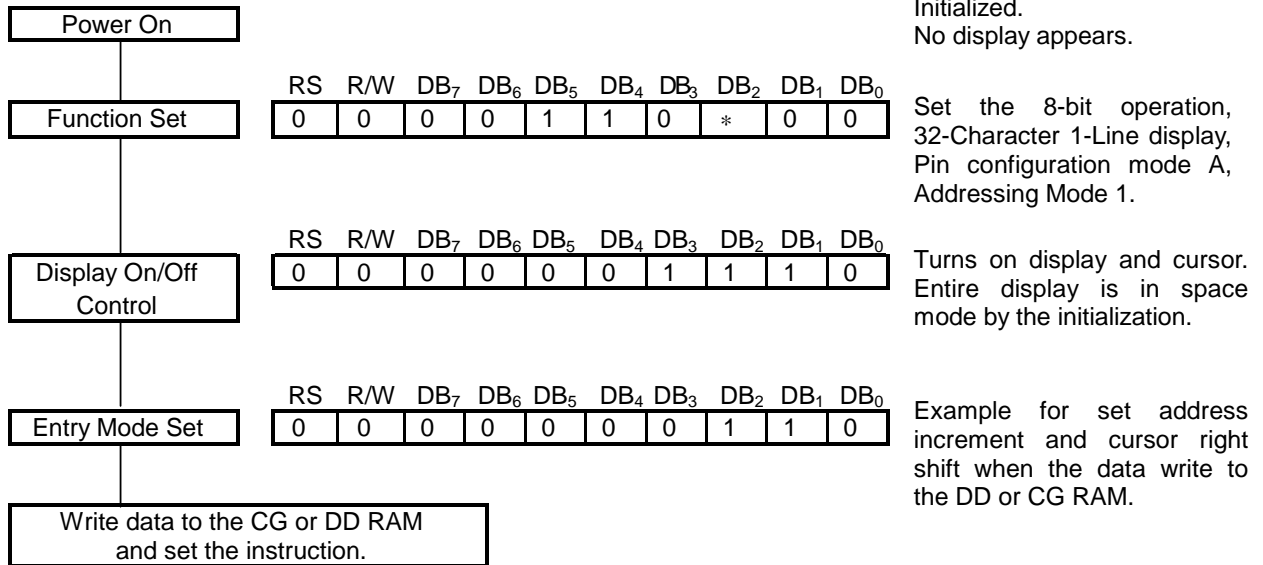 Initialized.
Power On
No display appears.
RS R/W DB₇ DB₆ DB₅ DB₄ DB₃ DB₂ DB₁ DB₀
Function Set
0 0 0 0 1 1 0 * 0 0
Set the 8-bit operation,
32-Character 1-Line display,
Pin configuration mode A,
Addressing Mode 1.
RS R/W DB₇ DB₆ DB₅ DB₄ DB₃ DB₂ DB₁ DB₀
Display On/Off
Control
0 0 0 0 0 0 1 1 1 0
Turns on display and cursor.
Entire display is in space
mode by the initialization.
RS R/W DB₇ DB₆ DB₅ DB₄ DB₃ DB₂ DB₁ DB₀
Entry Mode Set
0 0 0 0 0 0 0 1 1 0
Example for set address
increment and cursor right
shift when the data write to
the DD or CG RAM.
Write data to the CG or DD RAM
and set the instruction.